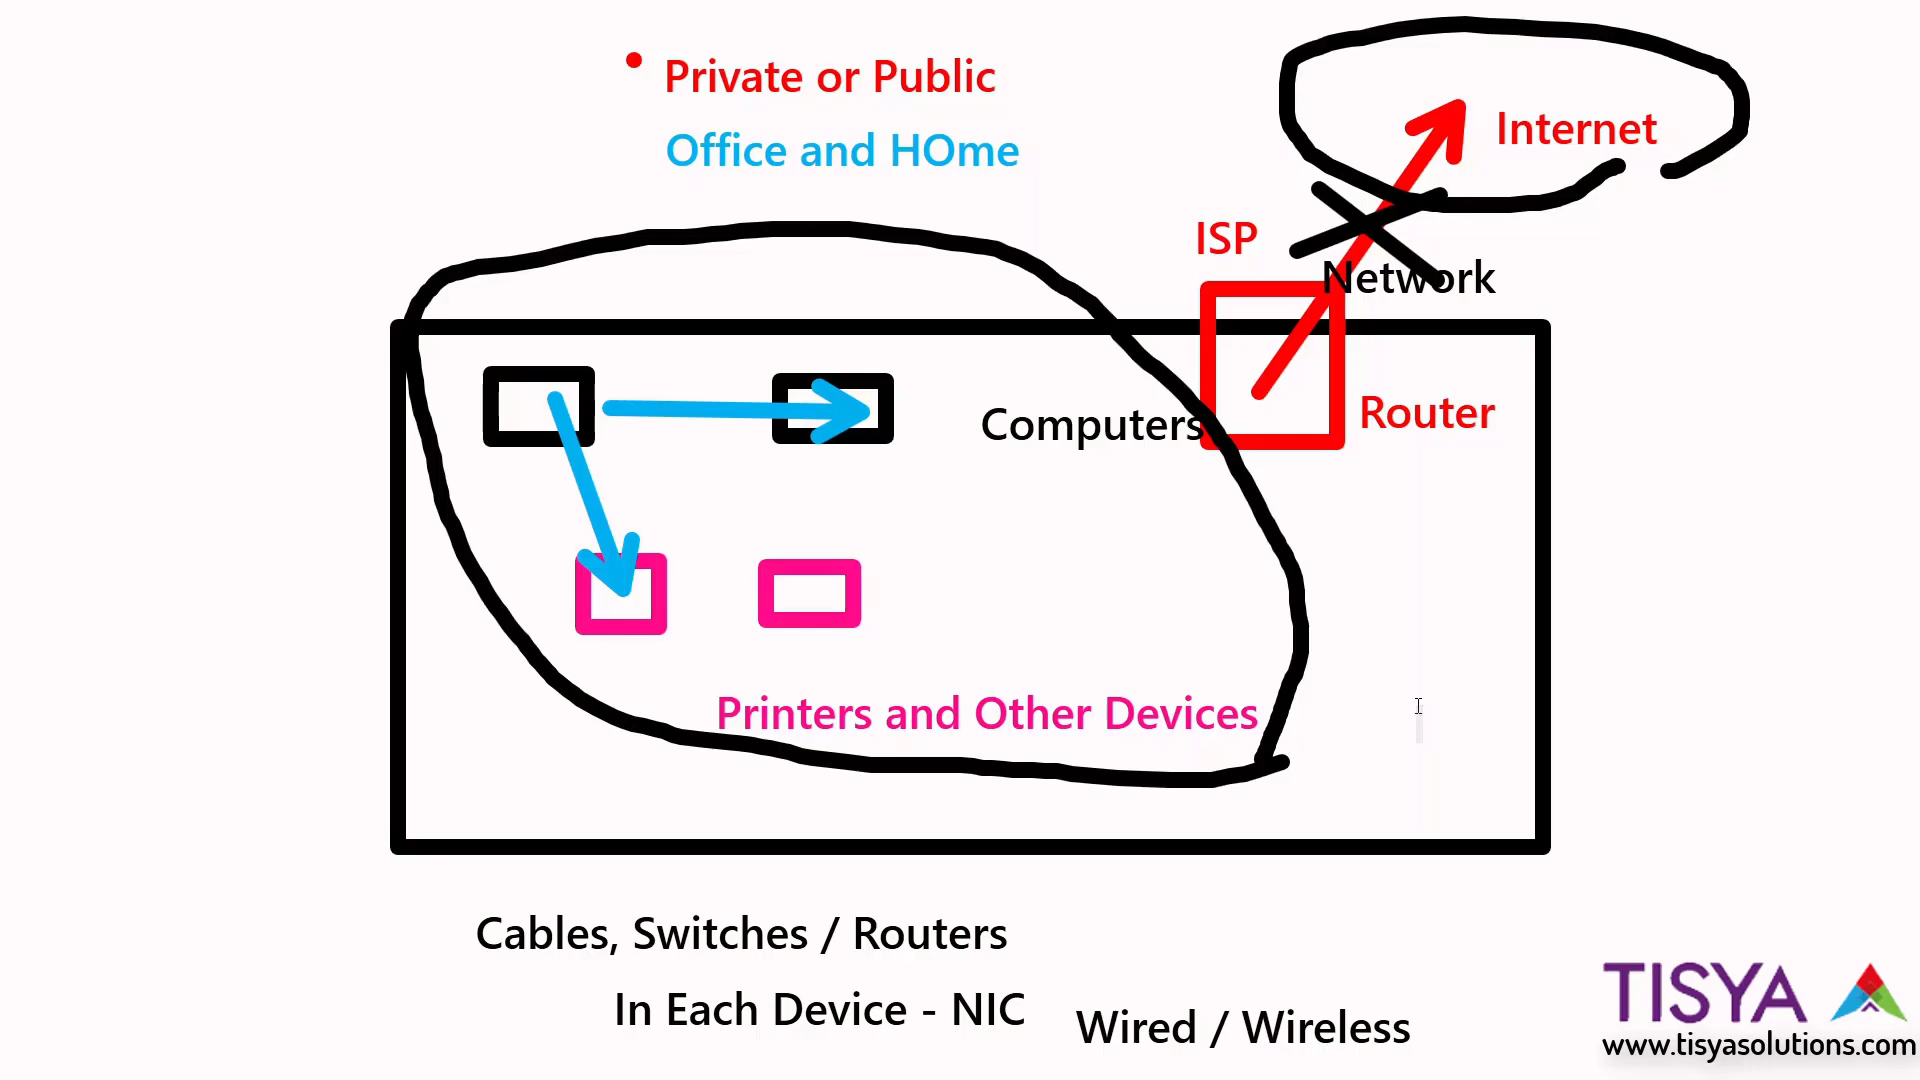 Private or Public
Office and HOme
Internet
ISP
Network
Computers
Router
Printers and Other Devices
Cables, Switches / Routers
In Each Device - NIC
Wired / Wireless
TISYA
www.tisyasolutions.com